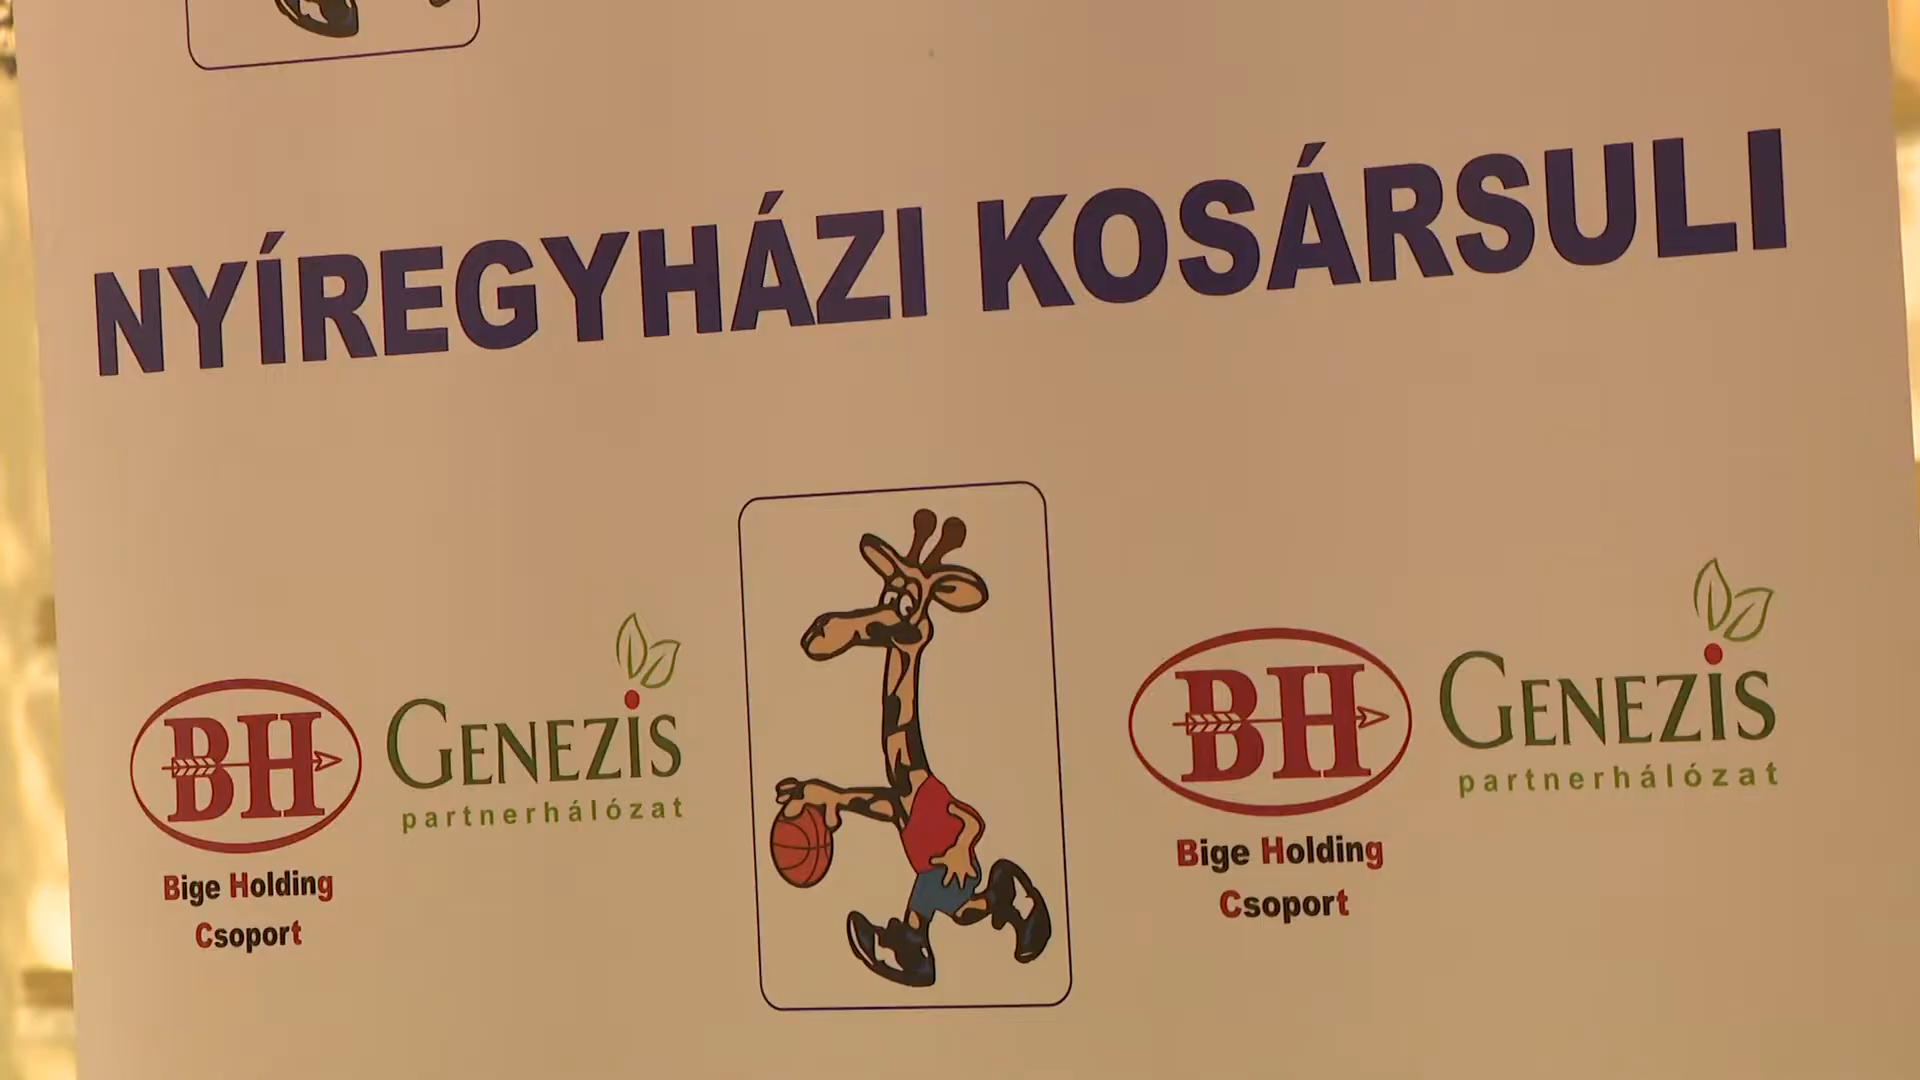 NYÍREGYHÁZI KOSÁRSULI
BH
GENEZIS
partnerhálózat
Bige Holding
Csoport
BH
GENEZIS
partnerhálózat
Bige Holding
Csoport